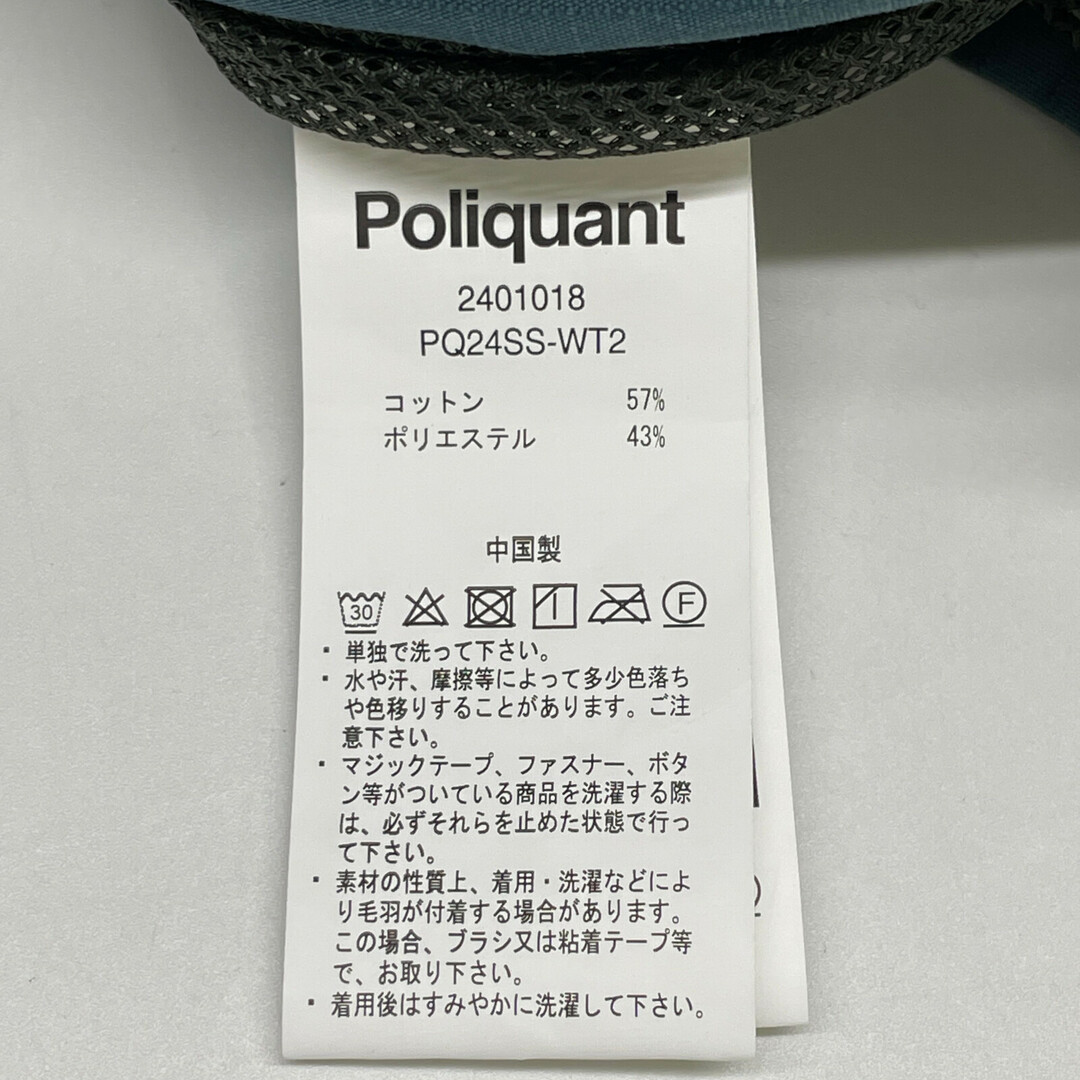 Poliquant
2401018
PQ24SS-WT2
コットン 57%
ポリエステル 43%
中国製
30 F
・単独で洗って下さい。
・水や汗、摩擦等によって多少色落ち
や色移りすることがあります。ご注
意下さい。
・マジックテープ、ファスナー、ボタ
ン等がついている商品を洗濯する際
は、必ずそれらを止めた状態で行っ
て下さい。
・素材の性質上、着用・洗濯などによ
り毛羽が付着する場合があります。
この場合、ブラシ又は粘着テープ等
で、お取り下さい。
・着用後はすみやかに洗濯して下さい。